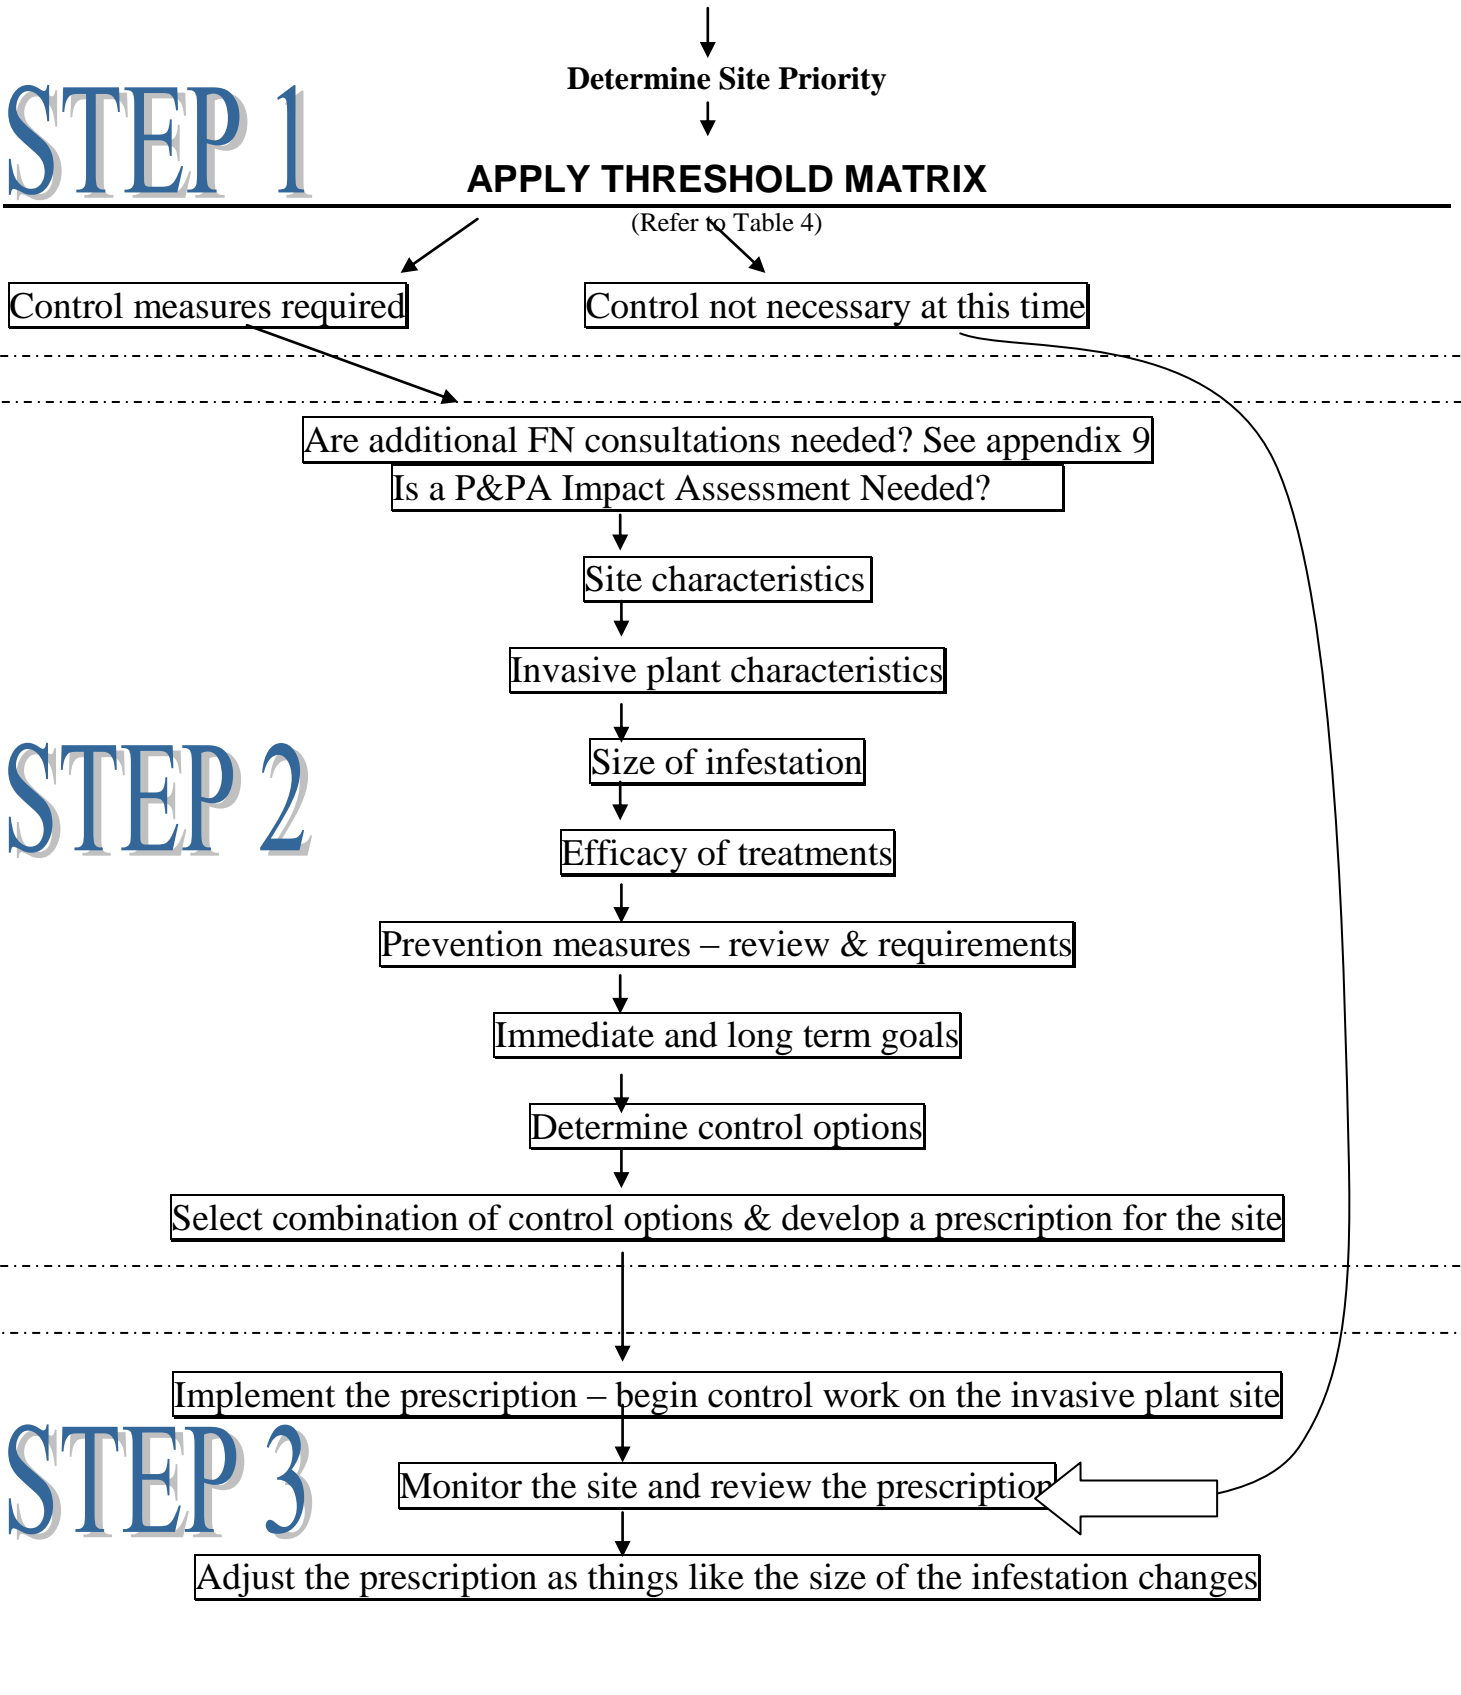 Determine Site Priority
STEP 1
APPLY THRESHOLD MATRIX
(Refer to Table 4)
Control measures required
Control not necessary at this time
Are additional FN consultations needed? See appendix 9
Is a P&PA Impact Assessment Needed?
Site characteristics
Invasive plant characteristics
STEP 2
Size of infestation
Efficacy of treatments
Prevention measures – review & requirements
Immediate and long term goals
Determine control options
Select combination of control options & develop a prescription for the site
Implement the prescription – begin control work on the invasive plant site
STEP 3
Monitor the site and review the prescription
Adjust the prescription as things like the size of the infestation changes